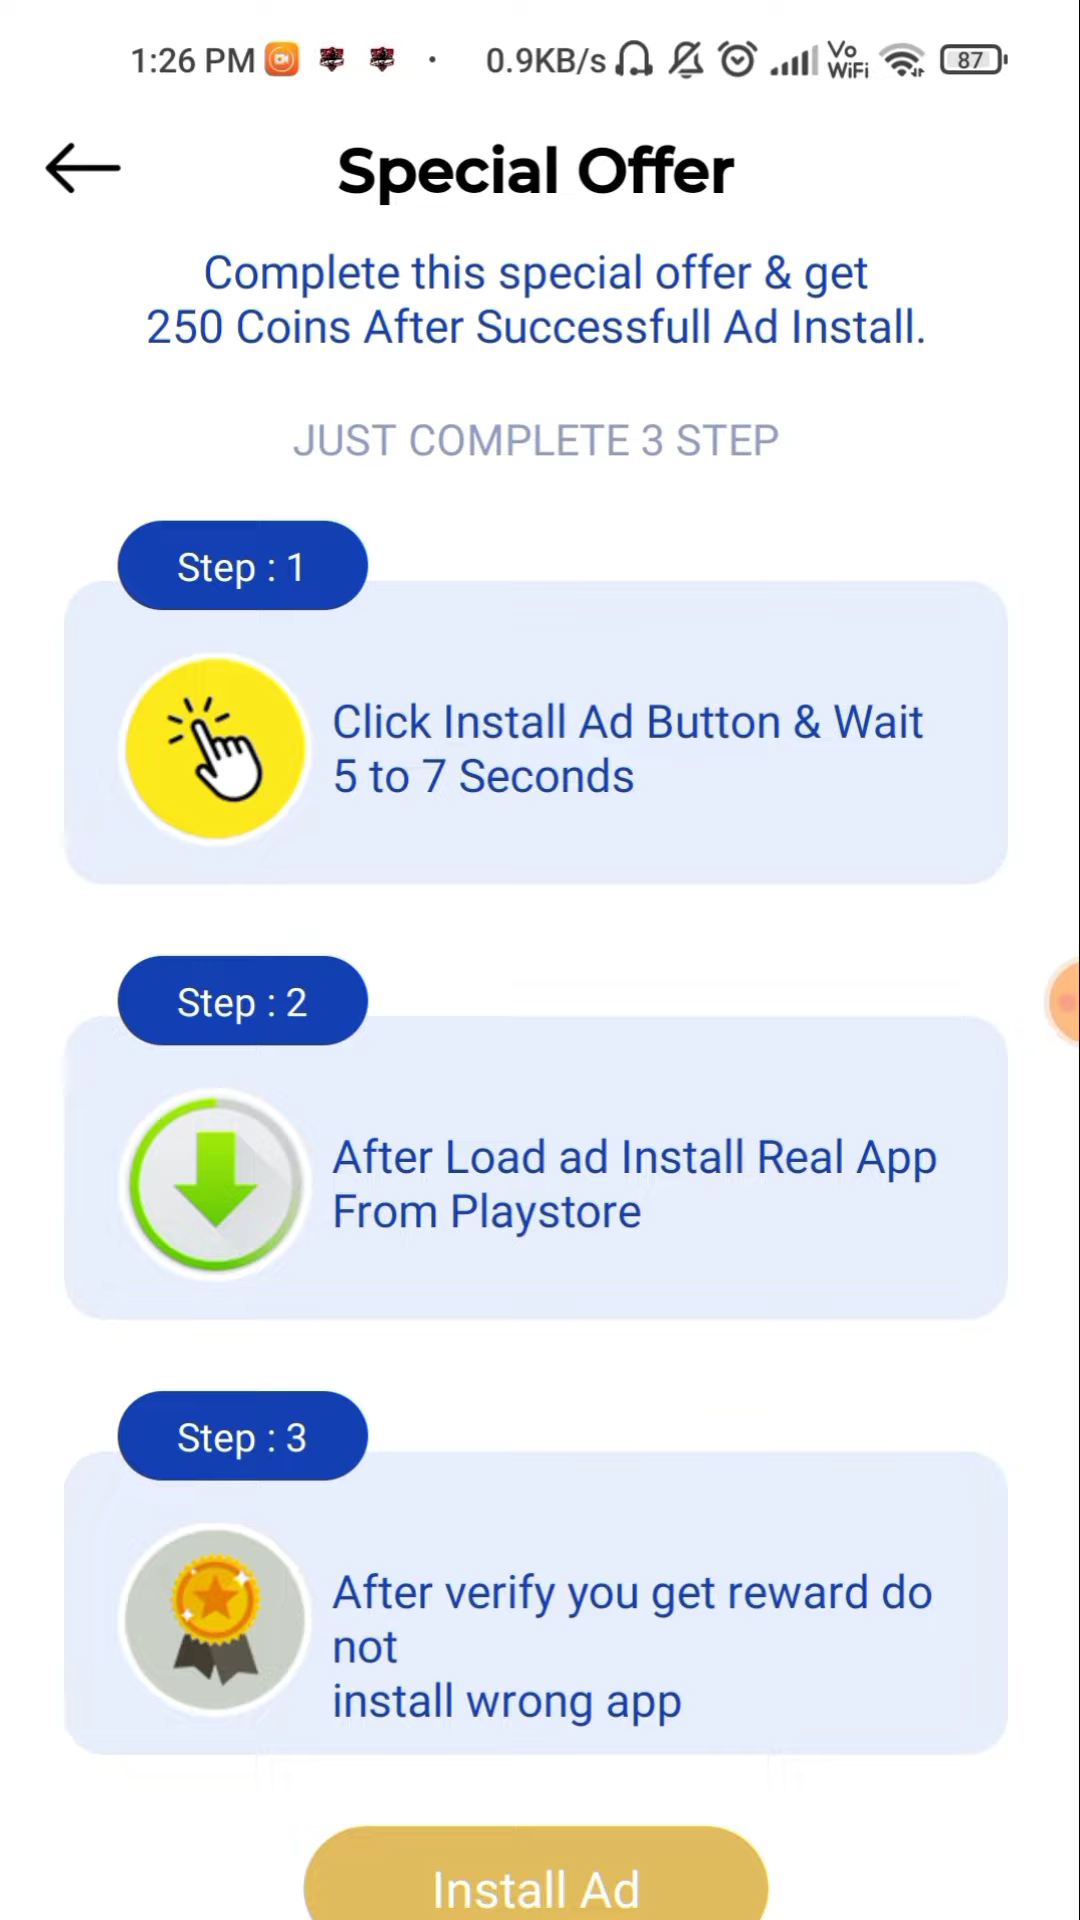 1:26 PM 0.9KB/s Vo WiFi 87
Special Offer
Complete this special offer & get
250 Coins After Successfull Ad Install.
JUST COMPLETE 3 STEP
Step : 1
Click Install Ad Button & Wait
5 to 7 Seconds
Step : 2
After Load ad Install Real App
From Playstore
Step : 3
After verify you get reward do
not
install wrong app
Install Ad